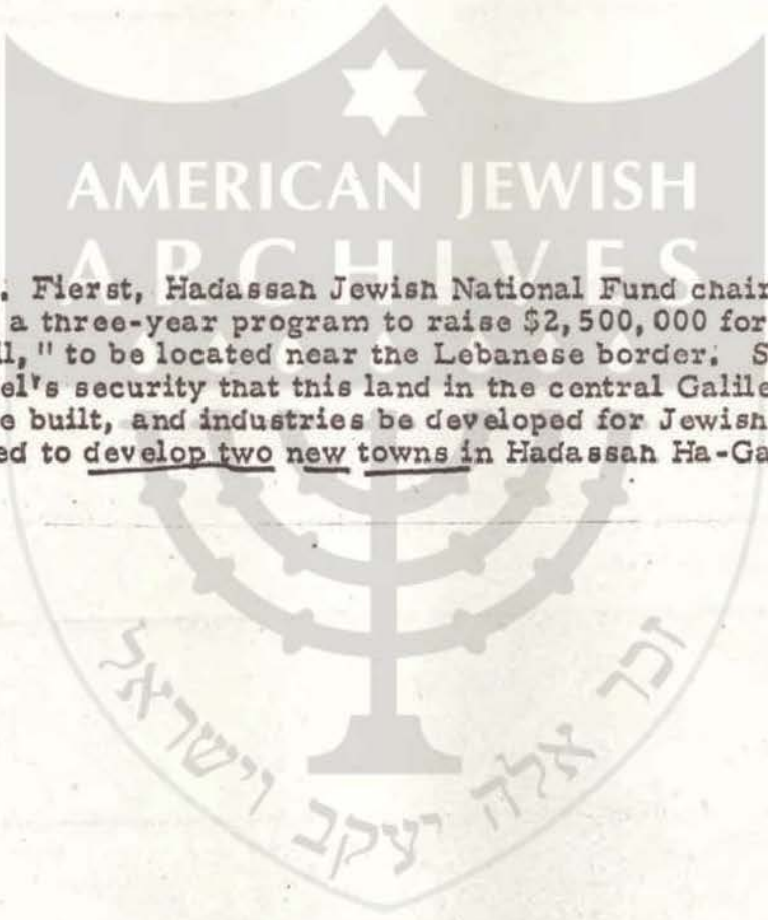 AMERICAN JEWISH
ARCHIVES
. Fierst, Hadassah Jewish National Fund chair
a three-year program to raise $2,500,000 for
ll," to be located near the Lebanese border. S
el's security that this land in the central Galile
e built, and industries be developed for Jewish
ed to develop two new towns in Hadassah Ha-Ga
זכר אלה יעקב וישראל